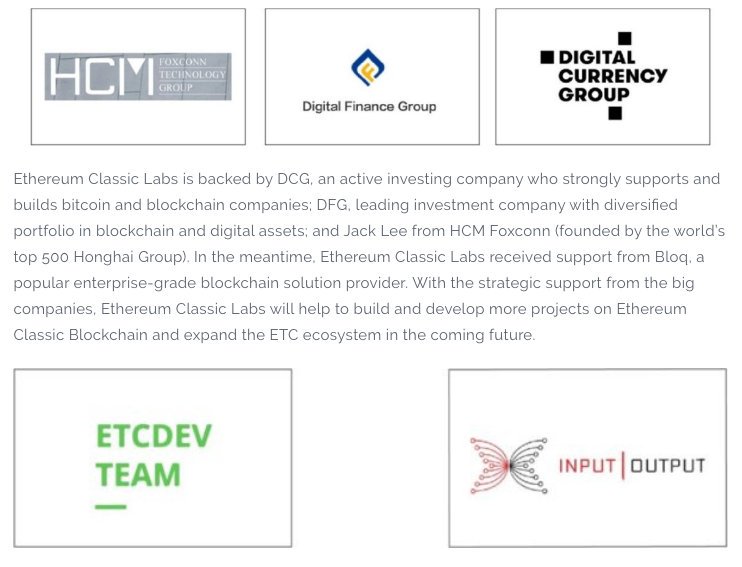 HCM FOXCONN
TECHNOLOGY
GROUP
Digital Finance Group
DIGITAL
CURRENCY
GROUP
Ethereum Classic Labs is backed by DCG, an active investing company who strongly supports and
builds bitcoin and blockchain companies; DFG, leading investment company with diversified
portfolio in blockchain and digital assets; and Jack Lee from HCM Foxconn (founded by the world's
top 500 Honghai Group). In the meantime, Ethereum Classic Labs received support from Bloq, a
popular enterprise-grade blockchain solution provider. With the strategic support from the big
companies, Ethereum Classic Labs will help to build and develop more projects on Ethereum
Classic Blockchain and expand the ETC ecosystem in the coming future.
ETCDEV
TEAM
INPUT|OUTPUT